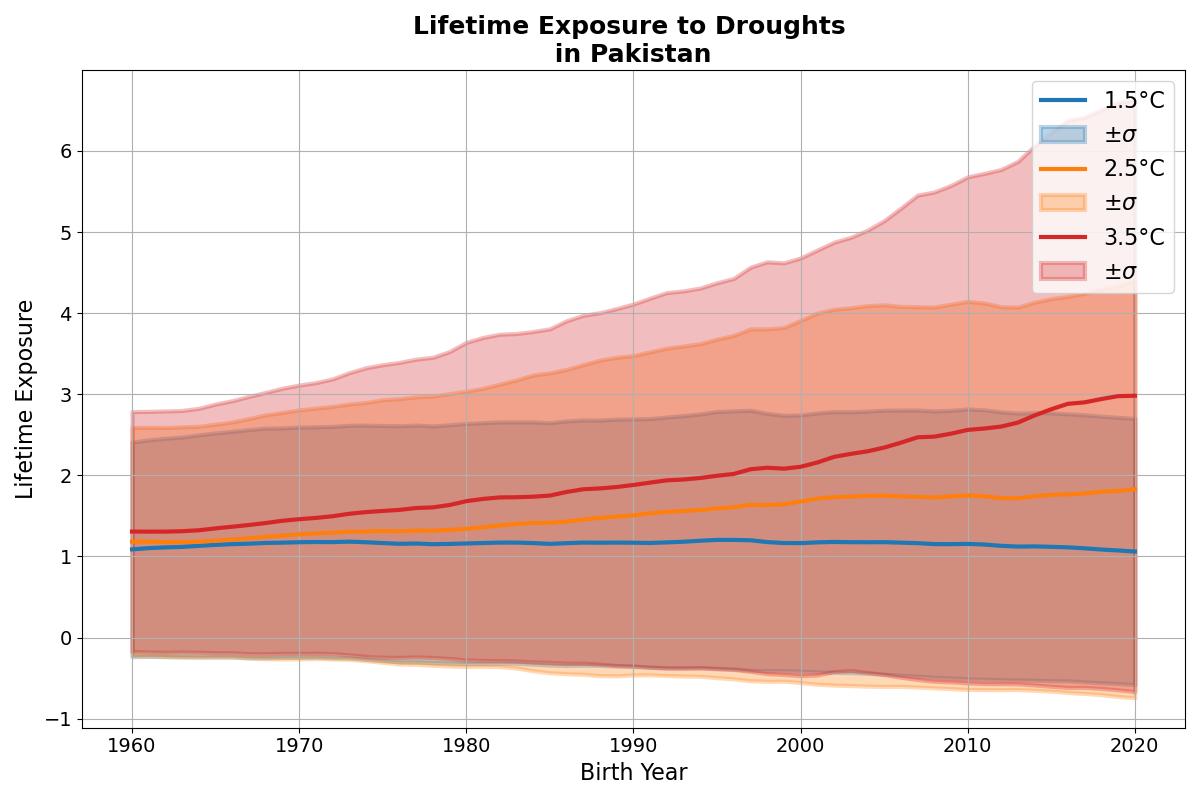 Lifetime Exposure to Droughts
in Pakistan
1.5°C
±σ
2.5°C
±σ
3.5°C
±σ
Lifetime Exposure
6
5
4
3
2
1
0
−1
1960 1970 1980 1990 2000 2010 2020
Birth Year